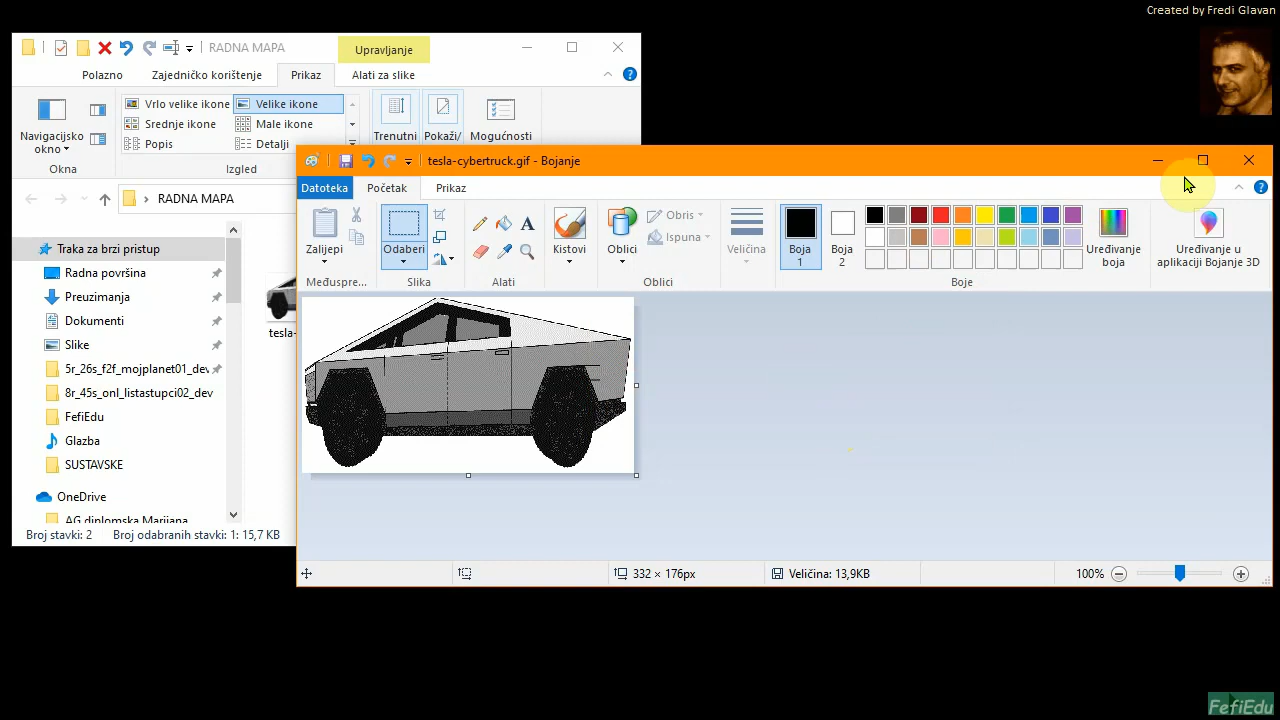 Created by Fredi Glavan
RADNA MAPA
Upravljanje
Polazno
Zajedničko korištenje
Prikaz
Alati za slike
Navigacijsko
okno
Vrlo velike ikone
Velike ikone
Srednje ikone
Male ikone
Popis
Detalji
Trenutni
Pokaži/
Mogućnosti
Okna
Izgled
RADNA MAPA
Traka za brzi pristup
Radna površina
Preuzimanja
Dokumenti
Slike
5r_26s_f2f_mojplanet01_dev
8r_45s_onl_listastupci02_dev
FefiEdu
Glazba
SUSTAVSKE
OneDrive
AG diplomska Marijana
tesla-
Broj stavki: 2
Broj odabranih stavki: 1: 15,7 KB
tesla-cybertruck.gif - Bojanje
Datoteka
Početak
Prikaz
Zalijepi
Odaberi
Kistovi
Oblici
Obris
Ispuna
Veličina
Boja
1
Boja
2
Uređivanje
boja
Uređivanje u
aplikaciji Bojanje 3D
Međuspre...
Slika
Alati
Oblici
Boje
332 × 176px
Veličina: 13,9KB
100%
FefiEdu